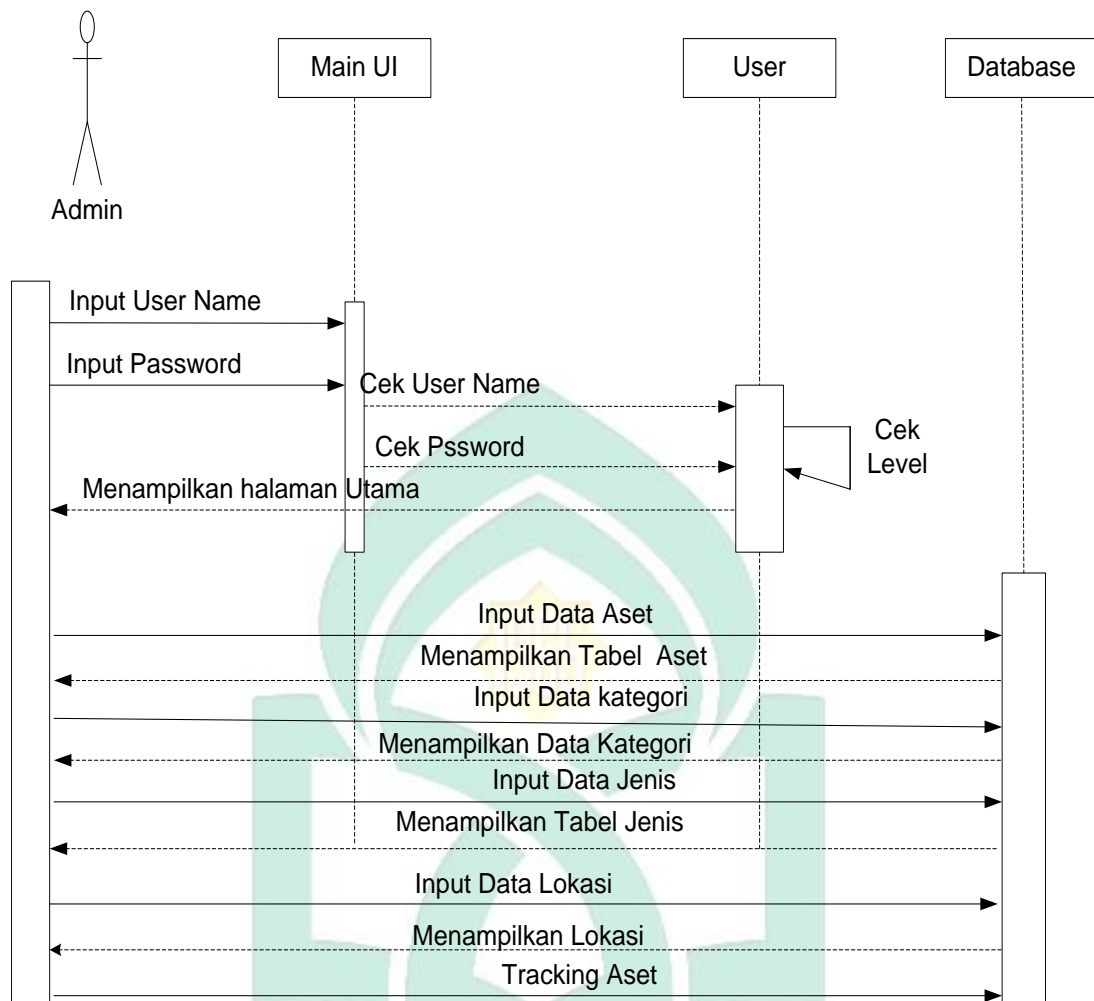 Main UI
User
Database
Admin
Input User Name
Input Password
Cek User Name
Cek
Level
Cek Pssword
Menampilkan halaman Utama
Input Data Aset
Menampilkan Tabel  Aset
Input Data kategori
Menampilkan Data Kategori
Input Data Jenis
Menampilkan Tabel Jenis
Input Data Lokasi
Menampilkan Lokasi
Tracking Aset